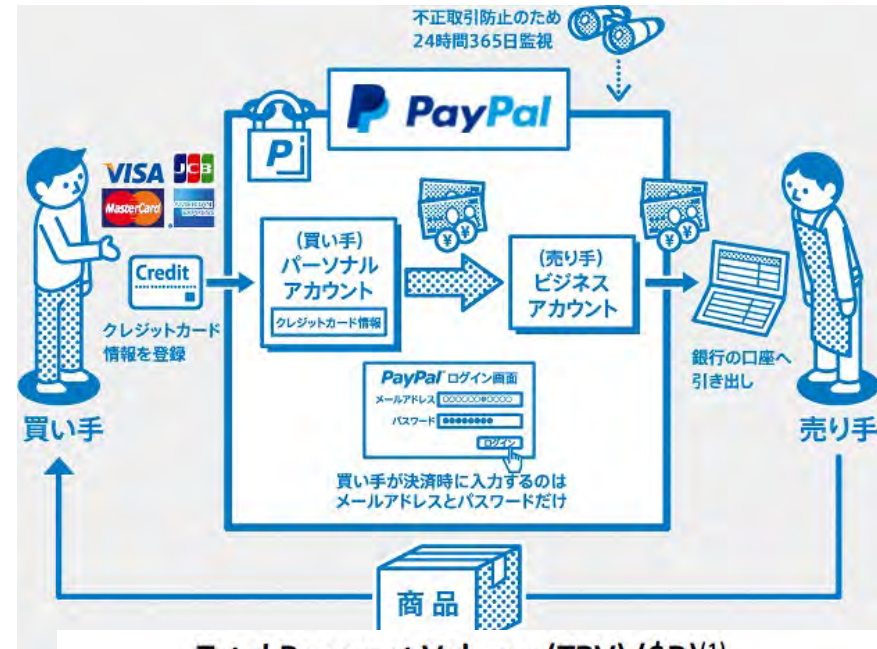 不正取引防止のため
24時間365日監視
PayPal
P
VISA
JCB
MasterCard
Credit
クレジットカード
情報を登録
(買い手)
パーソナル
アカウント
クレジットカード情報
¥¥
(売り手)
ビジネス
アカウント
¥¥
銀行の口座へ
引き出し
PayPal ログイン画面
メールアドレス
パスワード
ログイン
買い手が決済時に入力するのは
メールアドレスとパスワードだけ
買い手
売り手
商品